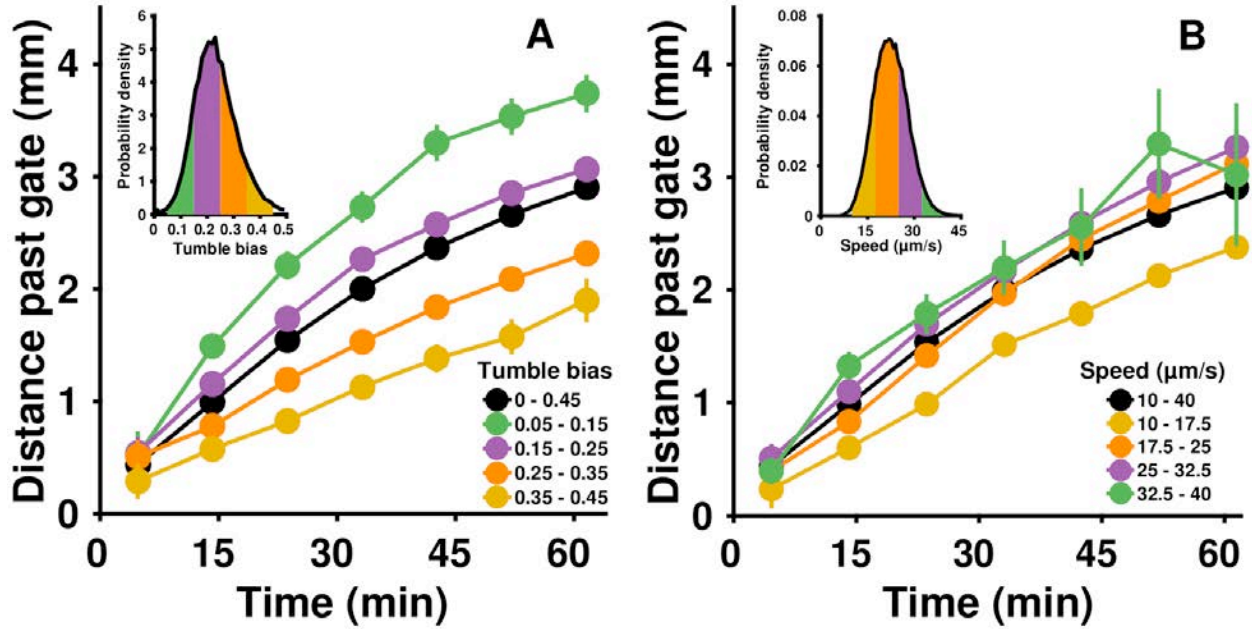 A
Distance past gate (mm)
4
3
2
1
0
0 15 30 45 60
Time (min)
Probability density
6
5
4
3
2
1
0
0 0.1 0.2 0.3 0.4 0.5
Tumble bias
Tumble bias
0 - 0.45
0.05 - 0.15
0.15 - 0.25
0.25 - 0.35
0.35 - 0.45
B
Distance past gate (mm)
4
3
2
1
0
0 15 30 45 60
Time (min)
Probability density
0.08
0.06
0.04
0.02
0
0 15 30 45
Speed (µm/s)
Speed (µm/s)
10 - 40
10 - 17.5
17.5 - 25
25 - 32.5
32.5 - 40